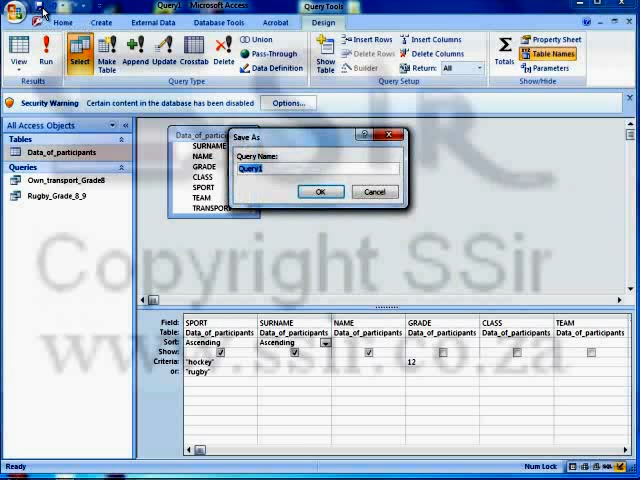 Query1 - Microsoft Access
Query Tools
Home Create External Data Database Tools Acrobat Design
View Run Select Make Table Append Update Crosstab Delete
Union
Pass-Through
Data Definition
Show Table
Insert Rows
Delete Rows
Builder
Insert Columns
Delete Columns
Return: All
Totals
Property Sheet
Table Names
Parameters
Results Query Type Query Setup Show/Hide
Security Warning Certain content in the database has been disabled Options...
All Access Objects
Tables
Data_of_participants
Queries
Own_transport_Grade8
Rugby_Grade_8_9
Data_of_partici
SURNAME
NAME
GRADE
CLASS
SPORT
TEAM
TRANSPORT
Save As
Query Name:
Query1
OK Cancel
SSir
Copyright SSir
www.ssir.co.za
Field: SPORT SURNAME NAME GRADE CLASS TEAM
Table: Data_of_participants Data_of_participants Data_of_participants Data_of_participants Data_of_participants Data_of_participants
Sort: Ascending Ascending
Show:
Criteria: "hockey" 12
or: "rugby"
Ready Num Lock SQL